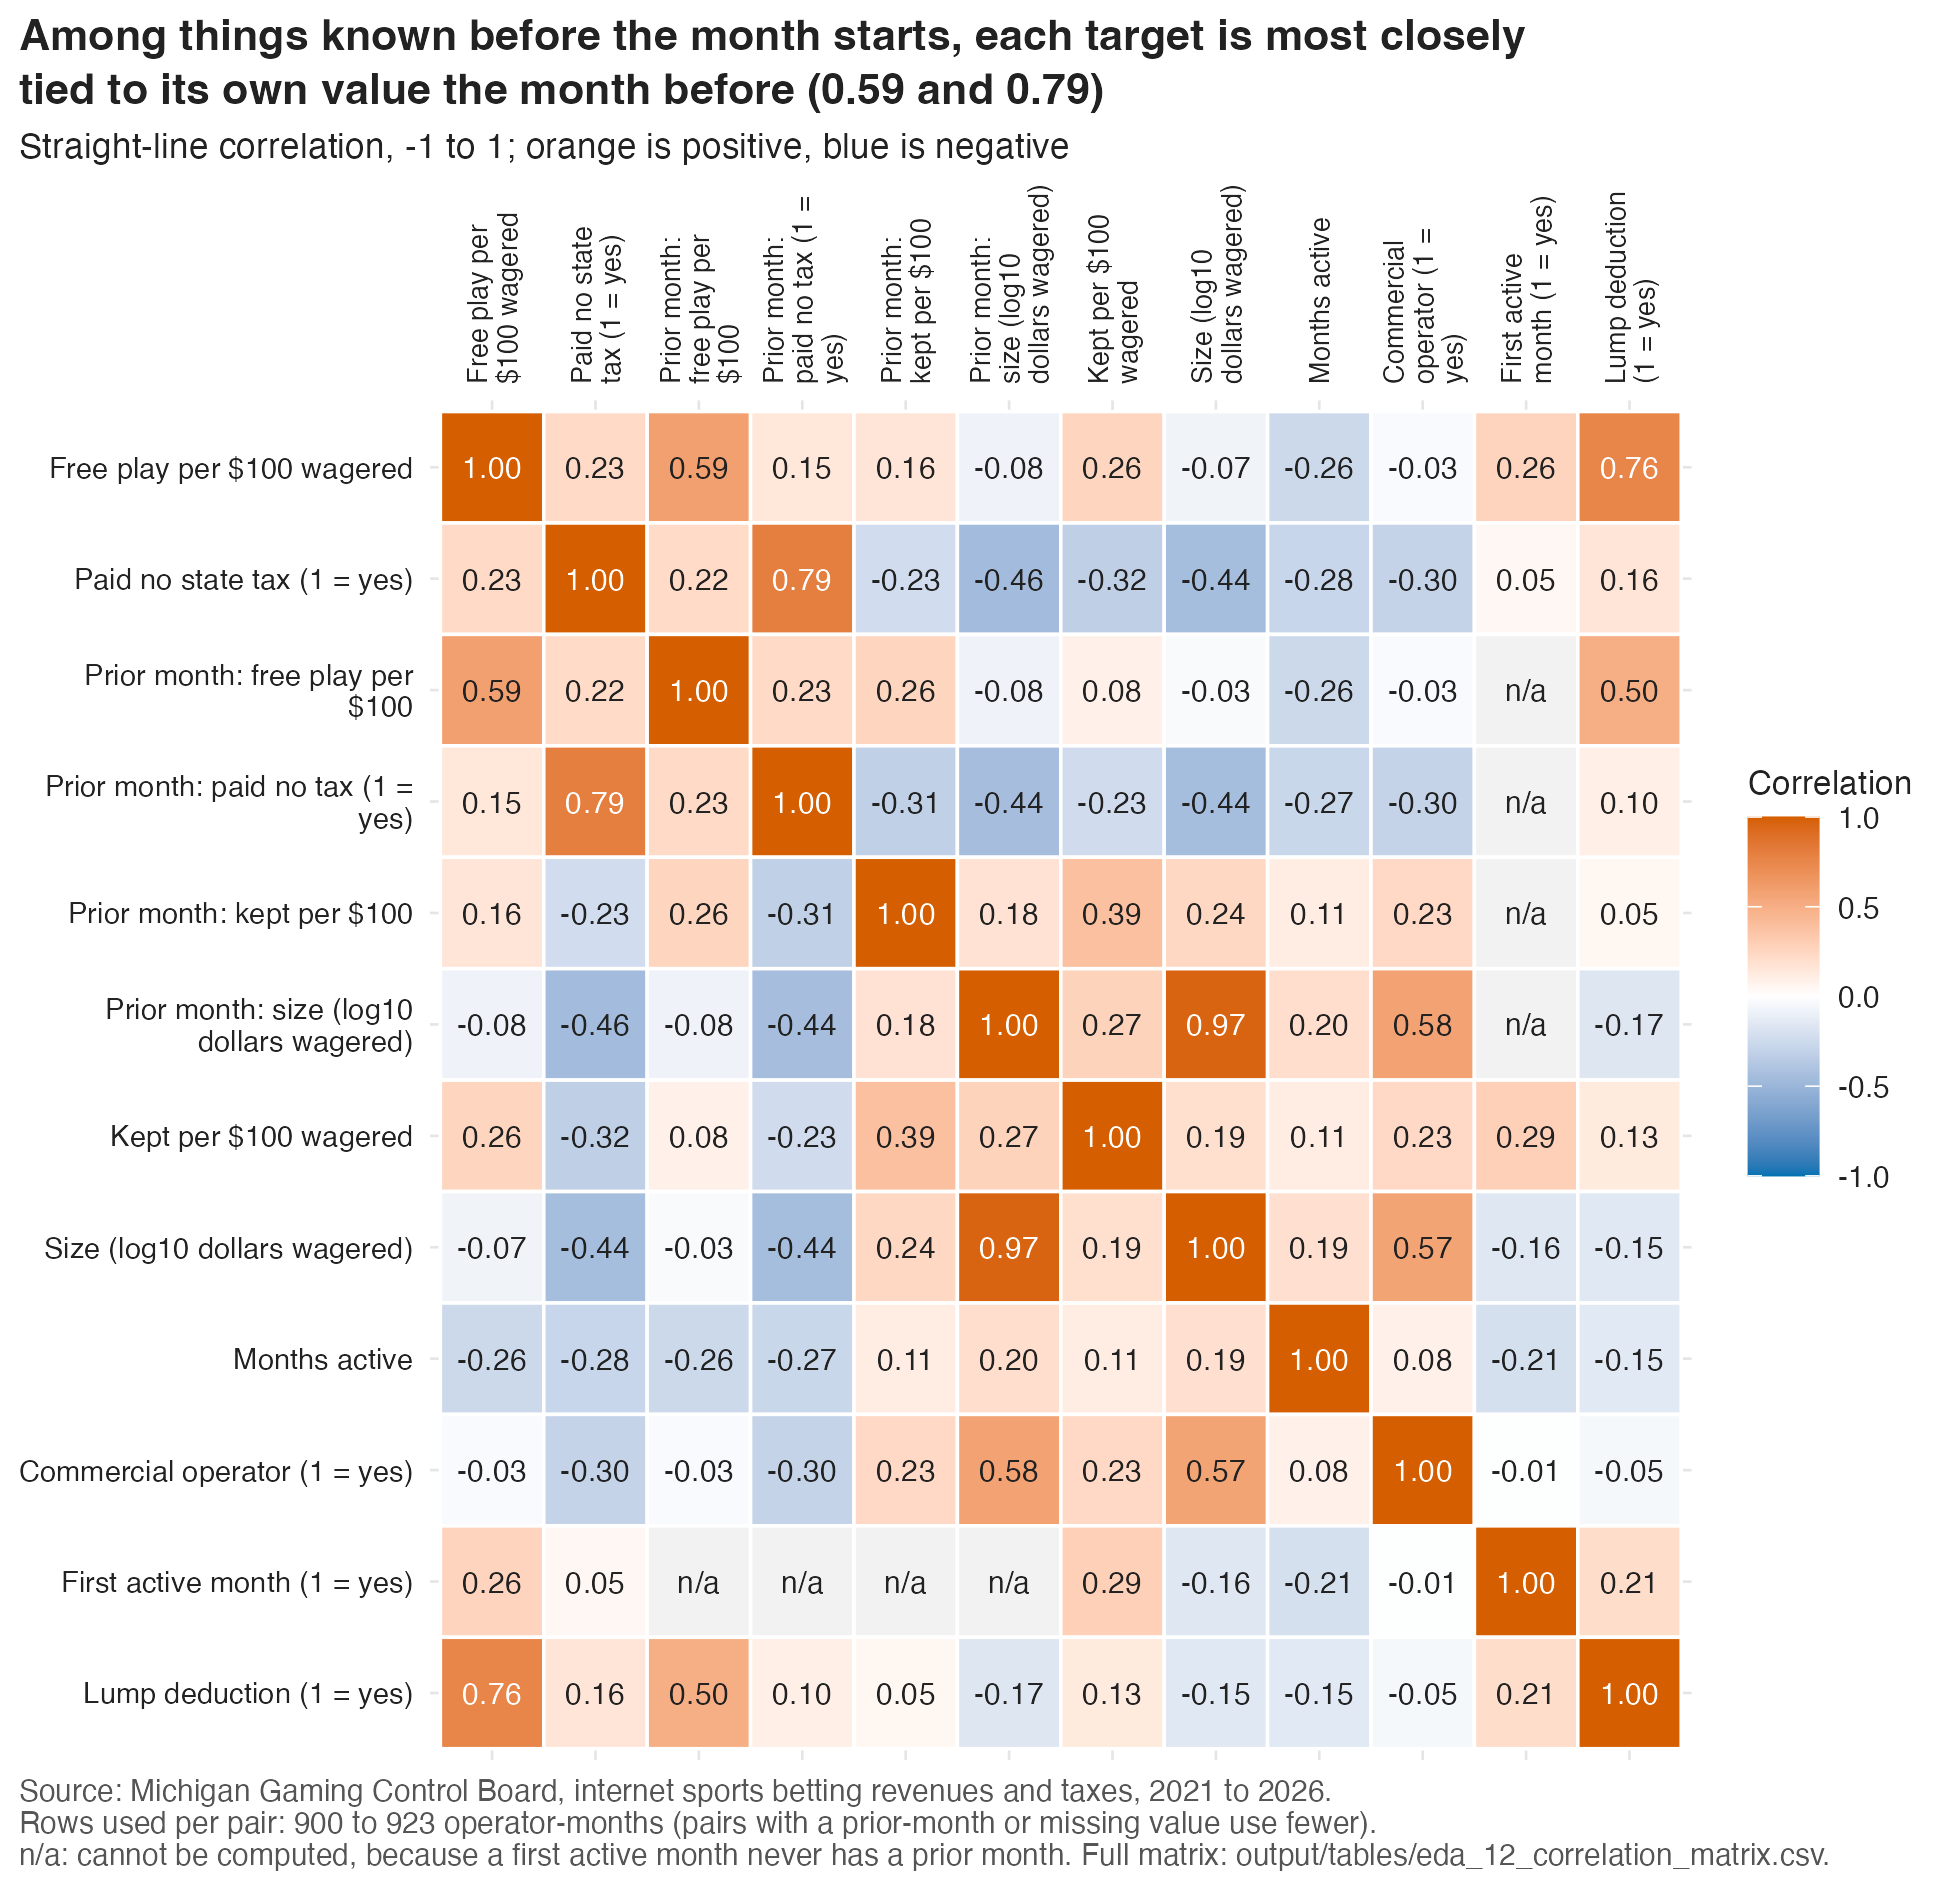 Among things known before the month starts, each target is most closely
tied to its own value the month before (0.59 and 0.79)
Straight-line correlation, -1 to 1; orange is positive, blue is negative
Free play per
$100 wagered
Paid no state
tax (1 = yes)
Prior month:
free play per
$100
Prior month:
paid no tax (1 =
yes)
Prior month:
kept per $100
Prior month:
size (log10
dollars wagered)
Kept per $100
wagered
Size (log10
dollars wagered)
Months active
Commercial
operator (1 =
yes)
First active
month (1 = yes)
Lump deduction
(1 = yes)
Free play per $100 wagered 1.00 0.23 0.59 0.15 0.16 -0.08 0.26 -0.07 -0.26 -0.03 0.26 0.76
Paid no state tax (1 = yes) 0.23 1.00 0.22 0.79 -0.23 -0.46 -0.32 -0.44 -0.28 -0.30 0.05 0.16
Prior month: free play per
$100
0.59 0.22 1.00 0.23 0.26 -0.08 0.08 -0.03 -0.26 -0.03 n/a 0.50
Prior month: paid no tax (1 =
yes)
0.15 0.79 0.23 1.00 -0.31 -0.44 -0.23 -0.44 -0.27 -0.30 n/a 0.10
Prior month: kept per $100 0.16 -0.23 0.26 -0.31 1.00 0.18 0.39 0.24 0.11 0.23 n/a 0.05
Prior month: size (log10
dollars wagered)
-0.08 -0.46 -0.08 -0.44 0.18 1.00 0.27 0.97 0.20 0.58 n/a -0.17
Kept per $100 wagered 0.26 -0.32 0.08 -0.23 0.39 0.27 1.00 0.19 0.11 0.23 0.29 0.13
Size (log10 dollars wagered) -0.07 -0.44 -0.03 -0.44 0.24 0.97 0.19 1.00 0.19 0.57 -0.16 -0.15
Months active -0.26 -0.28 -0.26 -0.27 0.11 0.20 0.11 0.19 1.00 0.08 -0.21 -0.15
Commercial operator (1 = yes) -0.03 -0.30 -0.03 -0.30 0.23 0.58 0.23 0.57 0.08 1.00 -0.01 -0.05
First active month (1 = yes) 0.26 0.05 n/a n/a n/a n/a 0.29 -0.16 -0.21 -0.01 1.00 0.21
Lump deduction (1 = yes) 0.76 0.16 0.50 0.10 0.05 -0.17 0.13 -0.15 -0.15 -0.05 0.21 1.00
Correlation
1.0
0.5
0.0
-0.5
-1.0
Source: Michigan Gaming Control Board, internet sports betting revenues and taxes, 2021 to 2026.
Rows used per pair: 900 to 923 operator-months (pairs with a prior-month or missing value use fewer).
n/a: cannot be computed, because a first active month never has a prior month. Full matrix: output/tables/eda_12_correlation_matrix.csv.